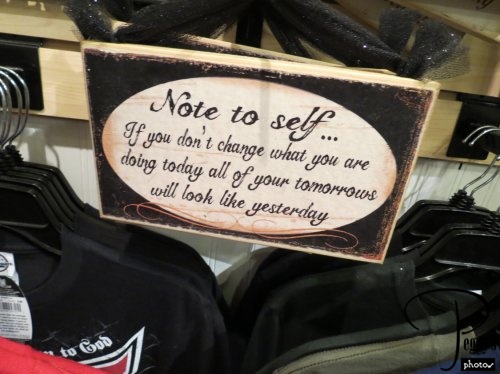 Note to self...
If you don't change what you are
doing today all of your tomorrows
will look like yesterday
to God
photos